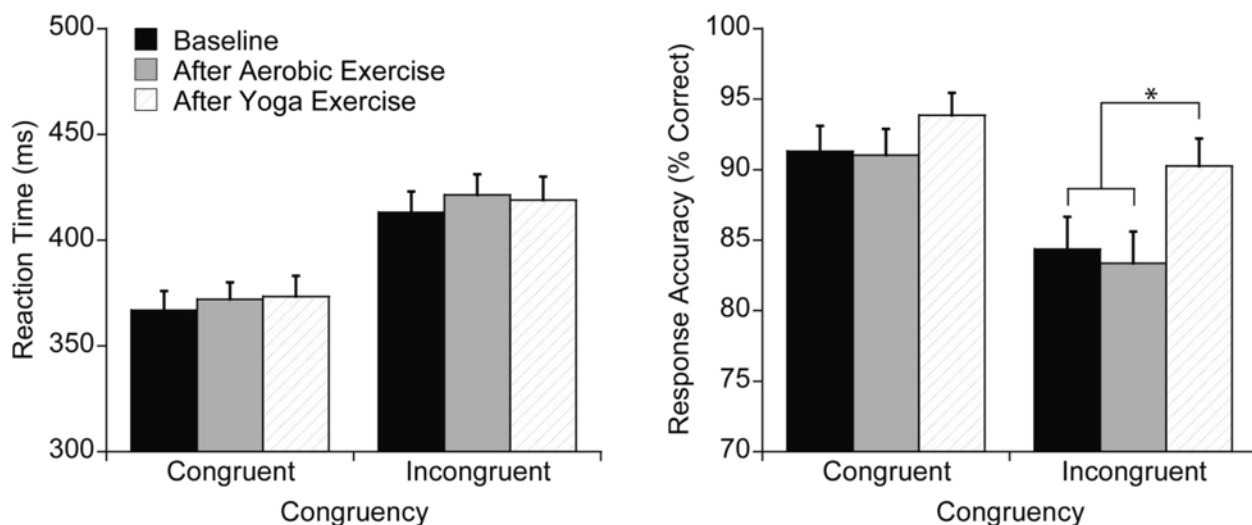 500
450
400
350
300
Reaction Time (ms)
Baseline
After Aerobic Exercise
After Yoga Exercise
Congruent
Incongruent
Congruency
100
95
90
85
80
75
70
Response Accuracy (% Correct)
*
Congruent
Incongruent
Congruency